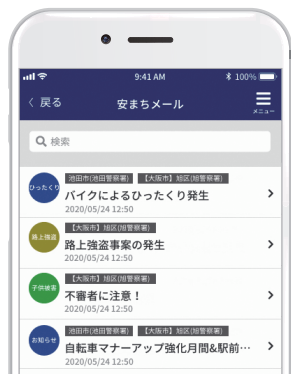 9:41 AM 100%
く 戻る 安まちメール メニュー
検索
池田市(池田警察署) 【大阪市】旭区(旭警察署)
ひったくり
バイクによるひったくり発生
2020/05/24 12:50
【大阪市】旭区(旭警察署)
路上強盗
路上強盗事案の発生
2020/05/24 12:50
【大阪市】旭区(旭警察署)
子供被害
不審者に注意！
2020/05/24 12:50
池田市(池田警察署) 【大阪市】旭区(旭警察署)
お知らせ
自転車マナーアップ強化月間&駅前…
2020/05/24 12:50